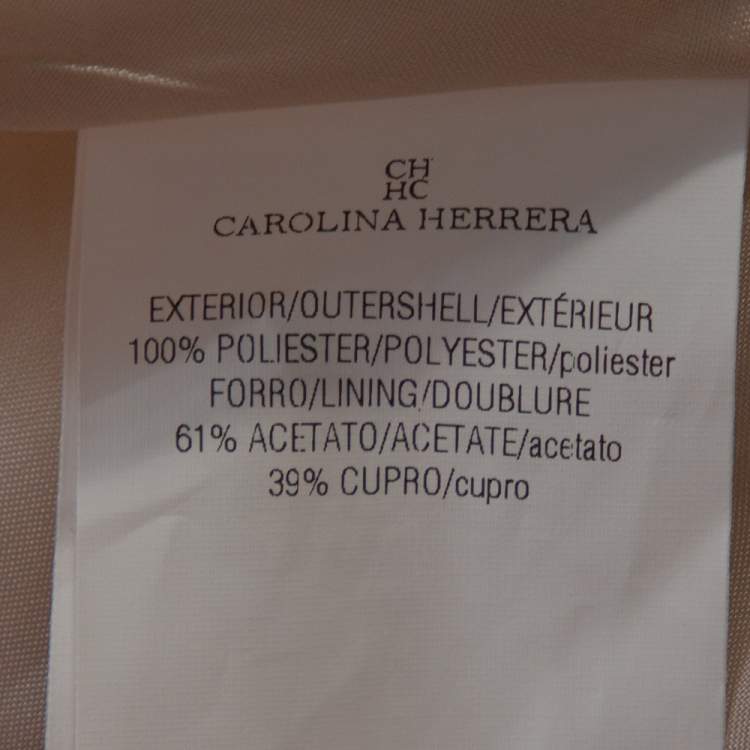 CH
HC
CAROLINA HERRERA
EXTERIOR/OUTERSHELL/EXTÉRIEUR
100% POLIESTER/POLYESTER/poliester
FORRO/LINING/DOUBLURE
61% ACETATO/ACETATE/acetato
39% CUPRO/cupro